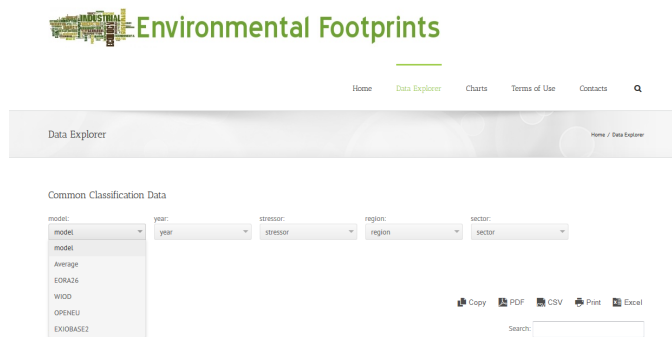 INDUSTRIAL
Environmental Footprints
Home Data Explorer Charts Terms of Use Contacts
Data Explorer
Home / Data Explorer
Common Classification Data
model: year: stressor: region: sector:
model year stressor region sector
model
Average
EORA26
WIOD
OPENEU
EXIOBASE2
Copy PDF CSV Print Excel
Search: